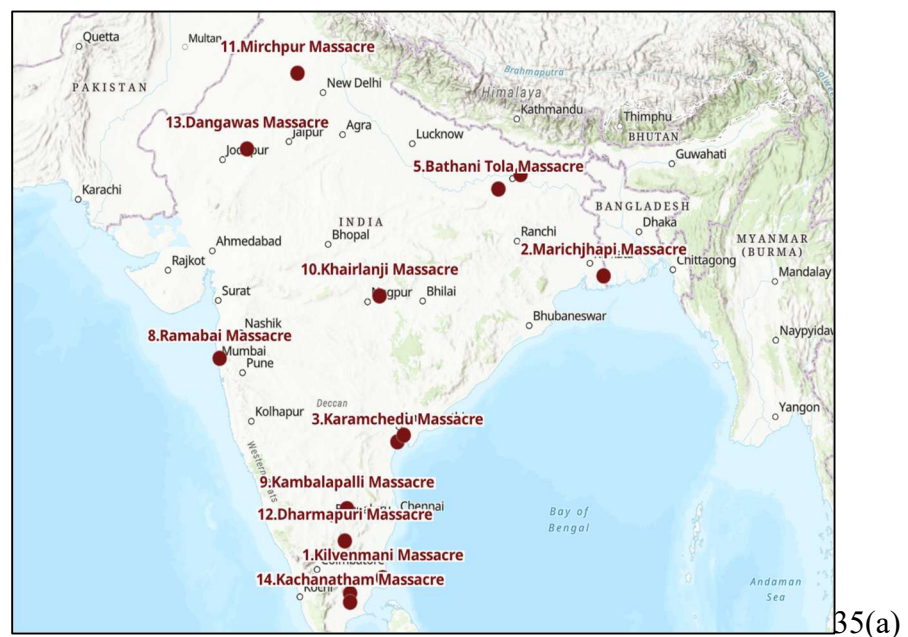 Quetta
Multan
11.Mirchpur Massacre
New Delhi
PAKISTAN
Brahmaputra
Himalaya
Kathmandu
Thimphu
BHUTAN
13.Dangawas Massacre
Jaipur
Agra
Lucknow
Guwahati
5.Bathani Tola Massacre
Karachi
BANGLADESH
Dhaka
INDIA
Bhopal
Ranchi
2.Marichjhapi Massacre
MYANMAR
(BURMA)
Ahmedabad
Rajkot
Chittagong
Mandalay
10.Khairlanji Massacre
Surat
Bhilai
Bhubaneswar
Nashik
8.Ramabai Massacre
Mumbai
Pune
Naypyidaw
Deccan
Kolhapur
3.Karamchedu Massacre
Yangon
9.Kambalapalli Massacre
12.Dharmapuri Massacre
Chennai
Bay of
Bengal
1.Kilvenmani Massacre
Coimbatore
14.Kachanatham Massacre
Kochi
Andaman
Sea
35(a)